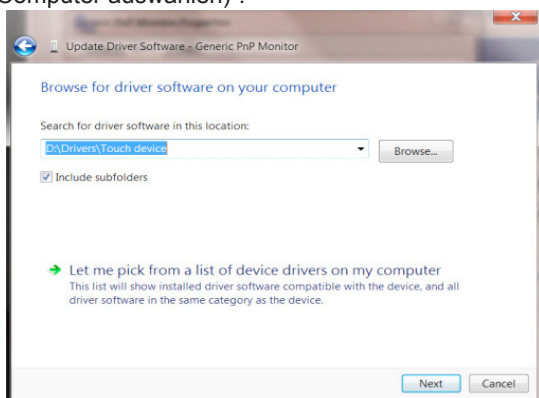 Computer auswählen) .
Update Driver Software - Generic PnP Monitor
Browse for driver software on your computer
Search for driver software in this location:
D:\Drivers\Touch device
Browse...
Include subfolders
Let me pick from a list of device drivers on my computer
This list will show installed driver software compatible with the device, and all
driver software in the same category as the device.
Next Cancel